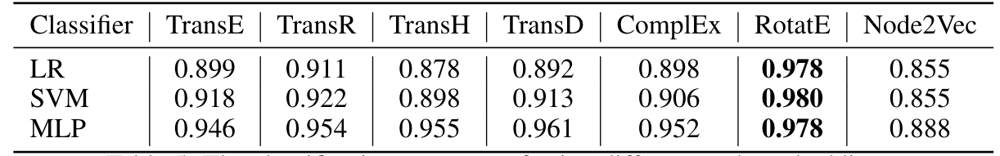 Classifier TransE TransR TransH TransD ComplEx RotatE Node2Vec
LR 0.899 0.911 0.878 0.892 0.898 0.978 0.855
SVM 0.918 0.922 0.898 0.913 0.906 0.980 0.855
MLP 0.946 0.954 0.955 0.961 0.952 0.978 0.888